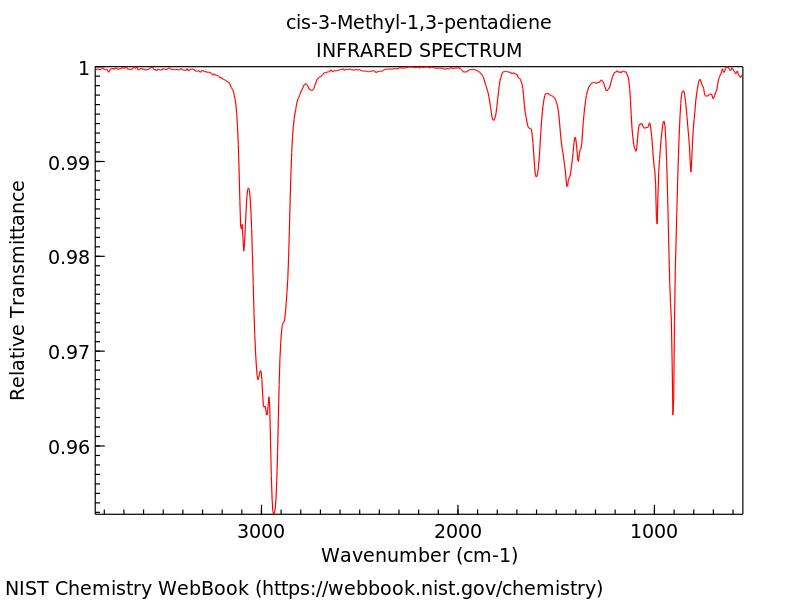 cis-3-Methyl-1,3-pentadiene
INFRARED SPECTRUM
1
0.99
0.98
0.97
0.96
Relative Transmittance
3000 2000 1000
Wavenumber (cm-1)
NIST Chemistry WebBook (https://webbook.nist.gov/chemistry)